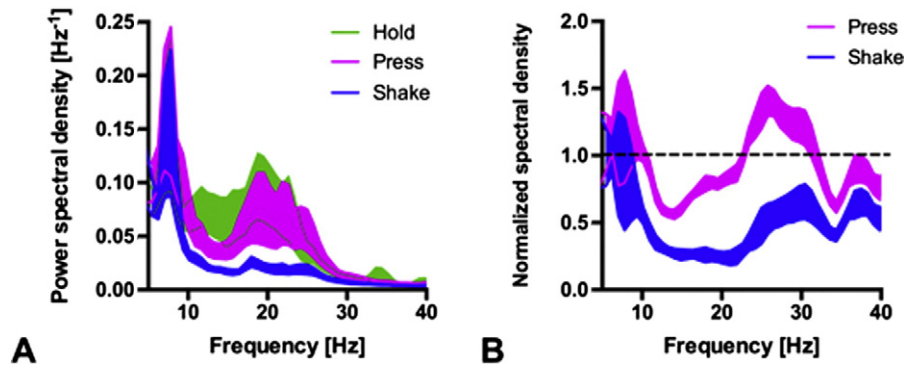 Power spectral density [Hz-1]
0.25
0.20
0.15
0.10
0.05
0.00
Hold
Press
Shake
10 20 30 40
Frequency [Hz]
A
Normalized spectral density
2.0
1.5
1.0
0.5
0.0
Press
Shake
10 20 30 40
Frequency [Hz]
B